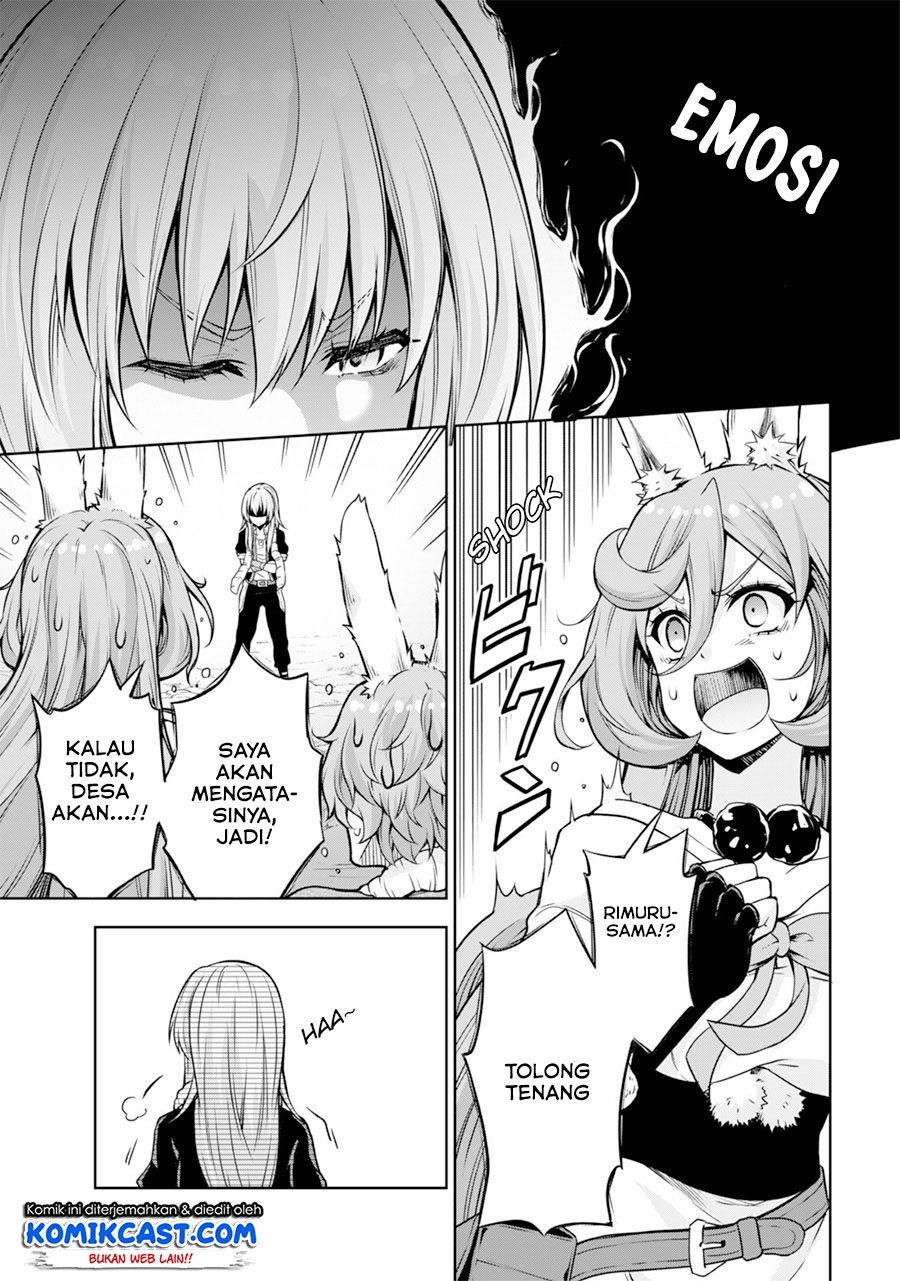 EMOSI
SHOCK
ビクン
RIMURU-
SAMA!?
TOLONG
TENANG
SAYA
AKAN
MENGATA-
SINYA,
JADI!
KALAU
TIDAK,
DESA
AKAN...!!
HAA~
Komik ini diterjemahkan & diedit oleh
KOMIKCAST.COM
BUKAN WEB LAIN!!